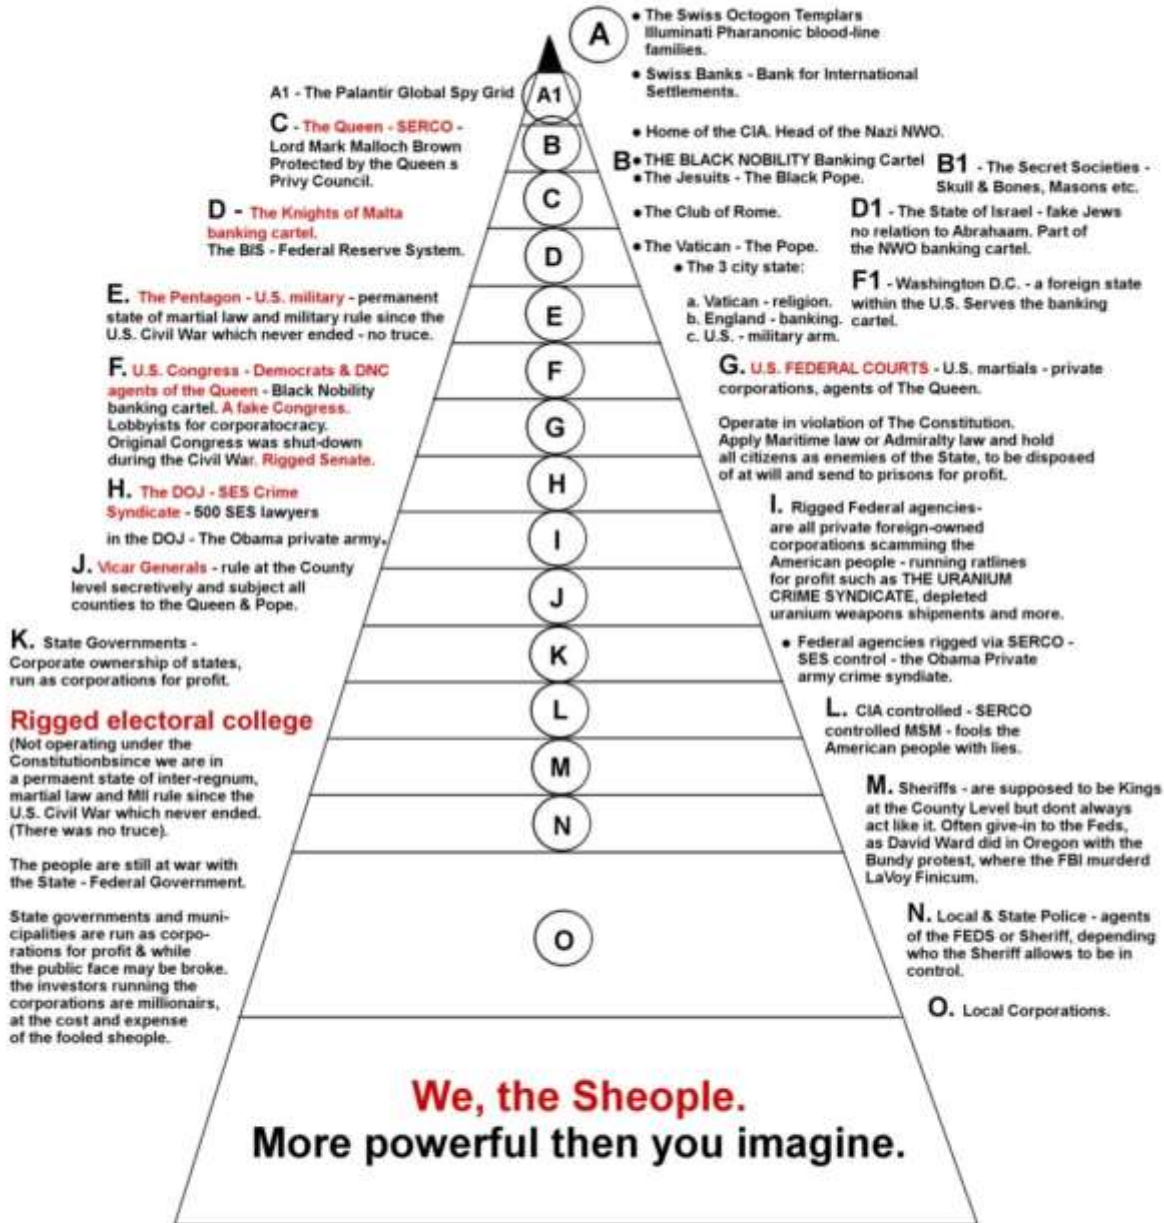 A
• The Swiss Octogon Templars
Illuminati Pharanonic blood-line
families.
• Swiss Banks - Bank for International
Settlements.
• Home of the CIA. Head of the Nazi NWO.
A1 - The Palantir Global Spy Grid
A1
C - The Queen - SERCO -
Lord Mark Malloch Brown
Protected by the Queen s
Privy Council.
B
B • THE BLACK NOBILITY Banking Cartel
• The Jesuits - The Black Pope.
• The Club of Rome.
• The Vatican - The Pope.
• The 3 city state:
a. Vatican - religion.
b. England - banking.
c. U.S. - military arm.
B1 - The Secret Societies -
Skull & Bones, Masons etc.
D1 - The State of Israel - fake Jews
no relation to Abrahaam. Part of
the NWO banking cartel.
F1 - Washington D.C. - a foreign state
within the U.S. Serves the banking
cartel.
C
D - The Knights of Malta
banking cartel.
The BIS - Federal Reserve System.
D
E. The Pentagon - U.S. military - permanent
state of martial law and military rule since the
U.S. Civil War which never ended - no truce.
E
F. U.S. Congress - Democrats & DNC
agents of the Queen - Black Nobility
banking cartel. A fake Congress.
Lobbyists for corporatocracy.
Original Congress was shut-down
during the Civil War. Rigged Senate.
F
G. U.S. FEDERAL COURTS - U.S. martials - private
corporations, agents of The Queen.
Operate in violation of The Constitution.
Apply Maritime law or Admiralty law and hold
all citizens as enemies of the State, to be disposed
of at will and send to prisons for profit.
G
H. The DOJ - SES Crime
Syndicate - 500 SES lawyers
in the DOJ - The Obama private army.
H
I. Rigged Federal agencies-
are all private foreign-owned
corporations scamming the
American people - running ratlines
for profit such as THE URANIUM
CRIME SYNDICATE, depleted
uranium weapons shipments and more.
• Federal agencies rigged via SERCO -
SES control - the Obama Private
army crime syndiate.
I
J. Vicar Generals - rule at the County
level secretively and subject all
counties to the Queen & Pope.
J
K. State Governments -
Corporate ownership of states,
run as corporations for profit.
K
Rigged electoral college
(Not operating under the
Constitutionbsince we are in
a permaent state of inter-regnum,
martial law and MIl rule since the
U.S. Civil War which never ended.
(There was no truce).
The people are still at war with
the State - Federal Government.
State governments and muni-
cipalities are run as corpo-
rations for profit & while
the public face may be broke.
the investors running the
corporations are millionairs,
at the cost and expense
of the fooled sheople.
L
L. CIA controlled - SERCO
controlled MSM - fools the
American people with lies.
M
M. Sheriffs - are supposed to be Kings
at the County Level but dont always
act like it. Often give-in to the Feds,
as David Ward did in Oregon with the
Bundy protest, where the FBI murderd
LaVoy Finicum.
N
N. Local & State Police - agents
of the FEDS or Sheriff, depending
who the Sheriff allows to be in
control.
O
O. Local Corporations.
We, the Sheople.
More powerful then you imagine.